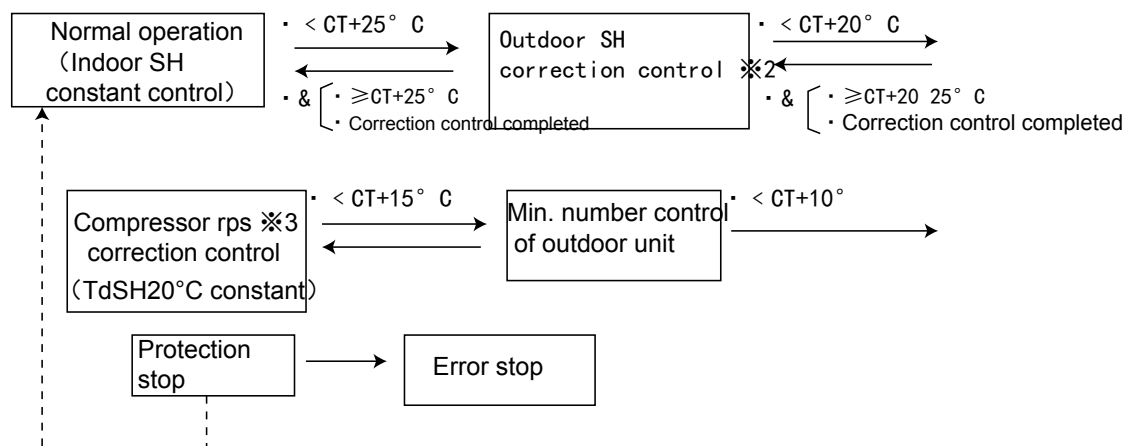 Normal operation
（Indoor SH
constant control）
・ < CT+25° C
・& ・ ≥CT+25° C
・ Correction control completed
Outdoor SH
correction control ※2
・ < CT+20° C
・& ・ ≥CT+20 25° C
・ Correction control completed
Compressor rps ※3
correction control
（TdSH20°C constant）
・ < CT+15° C
Min. number control
of outdoor unit
・ < CT+10°
Protection
stop
Error stop